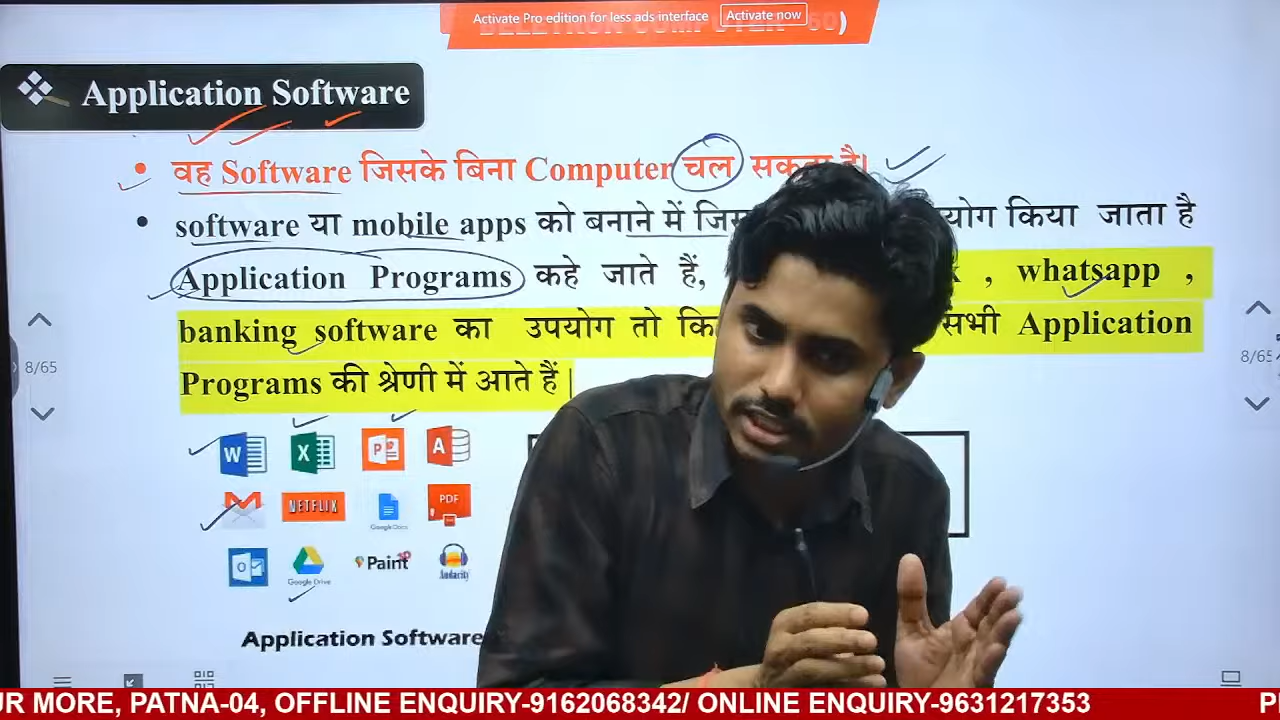 Activate Pro edition for less ads interface Activate now
Application Software
• वह Software जिसके बिना Computer चल सकता है।
• software या mobile apps को बनाने में योग किया जाता है
Application Programs कहे जाते हैं, , whatsapp ,
banking software का उपयोग तो सभी Application
Programs की श्रेणी में आते हैं |
8/65
8/65
W X P A
NETFLIX Google Docs PDF
O Google Drive Paint XP Audacity
Application Software
UR MORE, PATNA-04, OFFLINE ENQUIRY-9162068342/ ONLINE ENQUIRY-9631217353